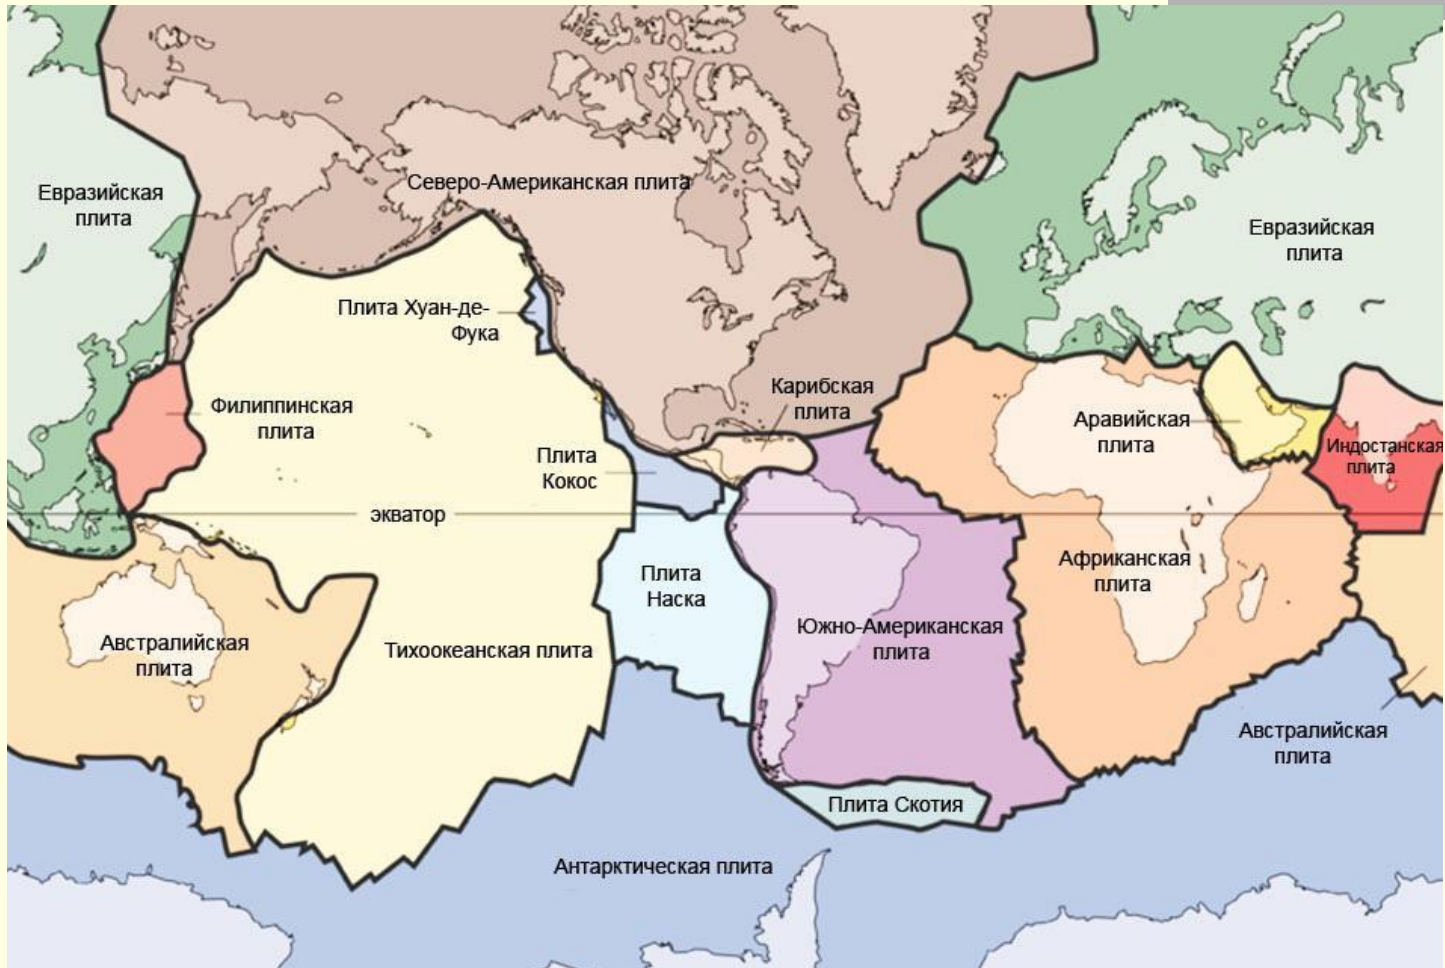 Северо-Американская плита
Евразийская
плита
Евразийская
плита
Плита Хуан-де-
Фука
Карибская
плита
Филиппинская
плита
Аравийская
плита
Индостанская
плита
Плита
Кокос
экватор
Африканская
плита
Плита
Наска
Южно-Американская
плита
Австралийская
плита
Тихоокеанская плита
Австралийская
плита
Плита Скотия
Антарктическая плита